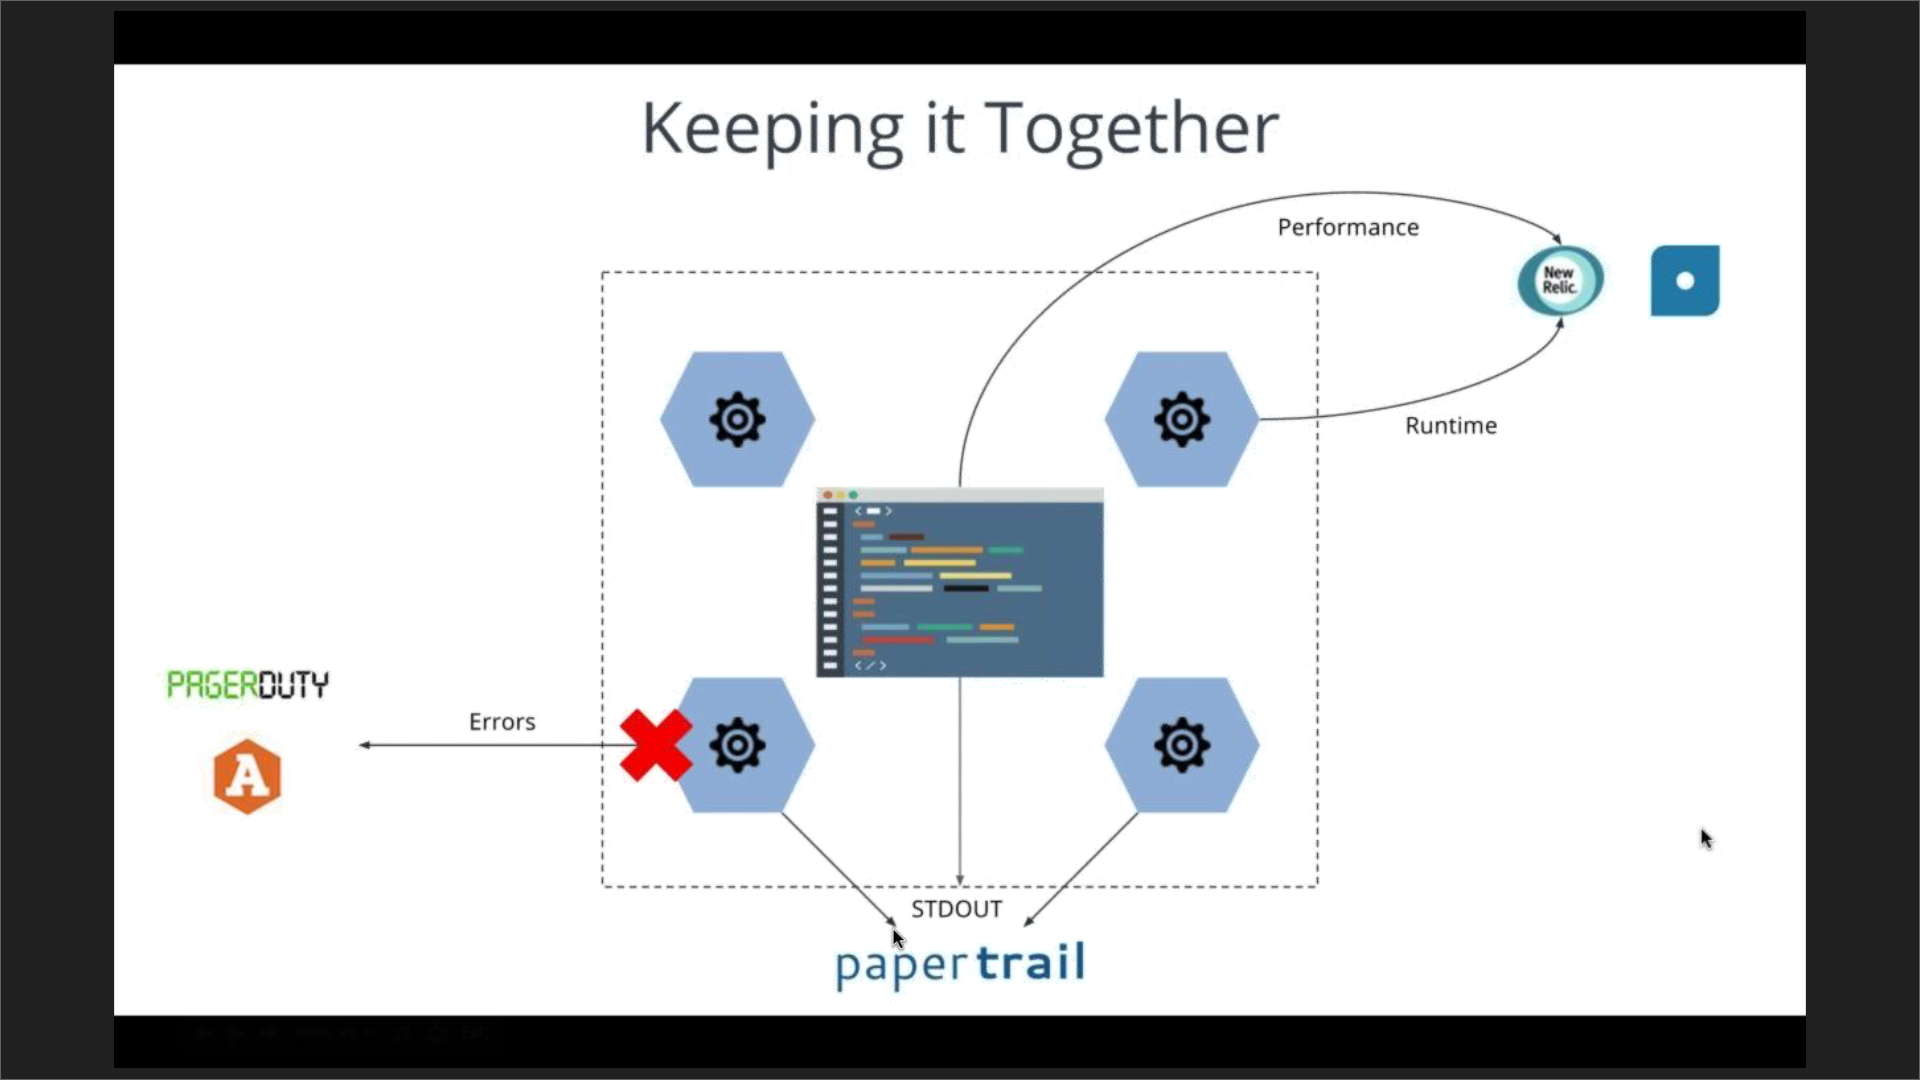 Keeping it Together
Performance
New
Relic.
Runtime
< >
</>
PAGERDUTY
A
Errors
STDOUT
papertrail